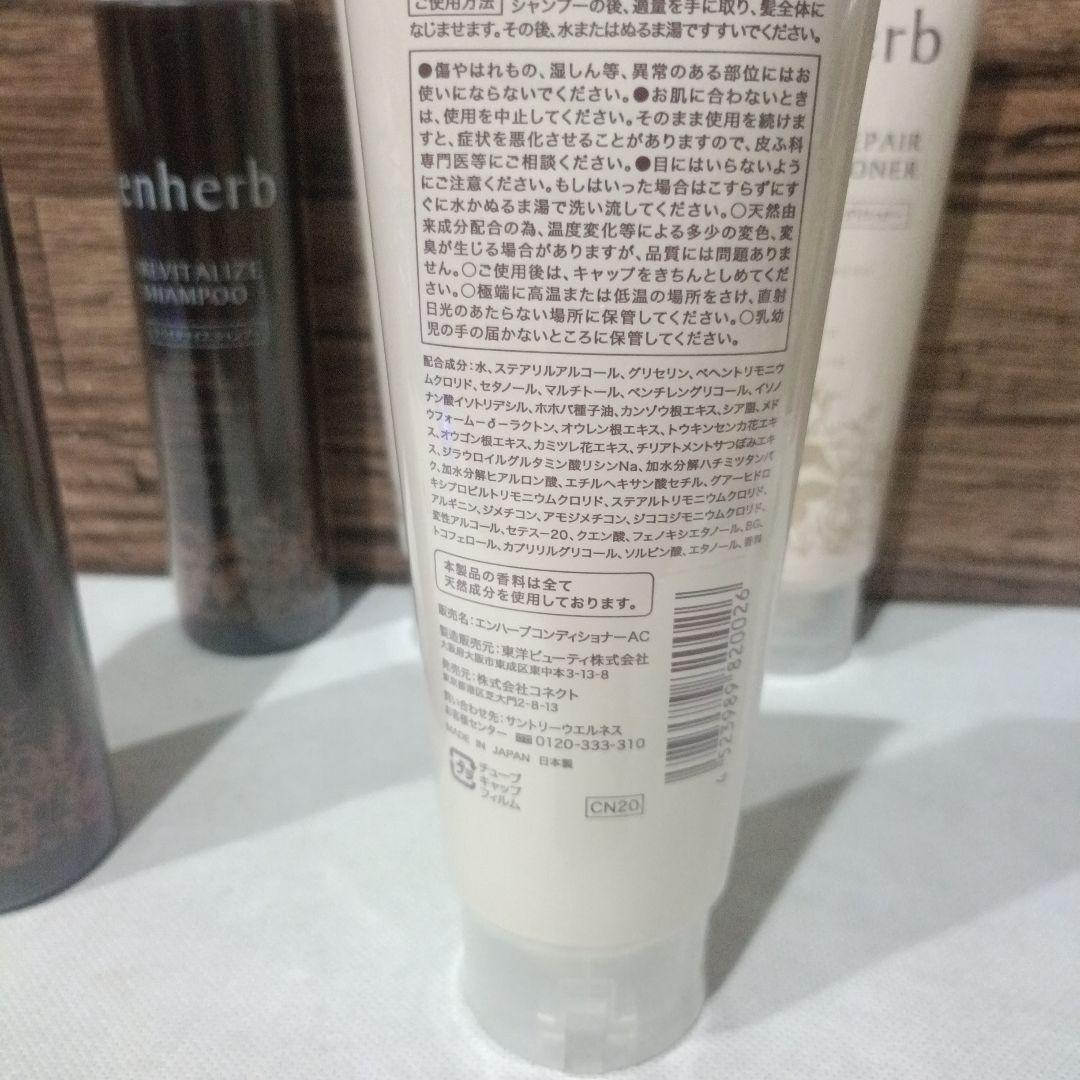 ご使用方法 シャンプーの後、適量を手に取り、髪全体に
なじませます。その後、水またはぬるま湯ですすいでください。
●傷やはれもの、湿しん等、異常のある部位にはお
使いにならないでください。●お肌に合わないとき
は、使用を中止してください。そのまま使用を続けま
すと、症状を悪化させることがありますので、皮ふ科
専門医等にご相談ください。●目にはいらないよう
にご注意ください。もしはいった場合はこすらずにす
ぐに水かぬるま湯で洗い流してください。○天然由
来成分配合の為、温度変化等による多少の変色、変
臭が生じる場合がありますが、品質には問題ありま
せん。○ご使用後は、キャップをきちんとしめてくだ
さい。○極端に高温または低温の場所をさけ、直射
日光のあたらない場所に保管してください。○乳幼
児の手の届かないところに保管してください。
配合成分：水、ステアリルアルコール、グリセリン、ベヘントリモニウ
ムクロリド、セタノール、マルチトール、ペンチレングリコール、イソノ
ナン酸イソトリデシル、ホホバ種子油、カンゾウ根エキス、シア脂、メド
ウフォーム-δ-ラクトン、オウレン根エキス、トウキンセンカ花エキ
ス、オウゴン根エキス、カミツレ花エキス、チリアトメントサつぼみエキ
ス、ジラウロイルグルタミン酸リシンNa、加水分解ハチミツタンパ
ク、加水分解ヒアルロン酸、エチルヘキサン酸セチル、グアーヒドロ
キシプロピルトリモニウムクロリド、ステアルトリモニウムクロリド、
アルギニン、ジメチコン、アモジメチコン、ジココジモニウムクロリド、
変性アルコール、セテス-20、クエン酸、フェノキシエタノール、BG、
トコフェロール、カプリリルグリコール、ソルビン酸、エタノール、香料
本製品の香料は全て
天然成分を使用しております。
販売名：エンハーブコンディショナーAC
製造販売元：東洋ビューティ株式会社
大阪府大阪市東成区東中本3-13-8
発売元：株式会社コネクト
東京都港区芝大門2-8-13
問い合わせ先：サントリーウエルネス
お客様センター 0120-333-310
MADE IN JAPAN 日本製
プラ チューブ
キャップ
フィルム
CN20
4 523989 820026
enherb
REVITALIZE
SHAMPOO
erb
EPAIR
ONER